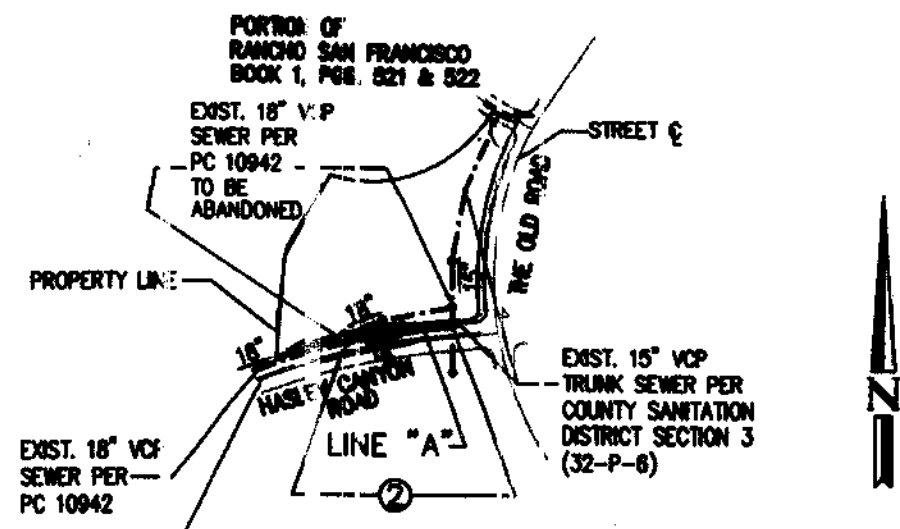 PORTION OF
RANCHO SAN FRANCISCO
BOOK 1, PGS. 521 & 522
EXIST. 18" VCP
SEWER PER
PC 10942
TO BE
ABANDONED
STREET ℄
THE OLD ROAD
PROPERTY LINE
15"
18"
18"
HASLEY CANYON
ROAD
LINE "A"
EXIST. 15" VCP
TRUNK SEWER PER
COUNTY SANITATION
DISTRICT SECTION 3
(32-P-6)
EXIST. 18" VCP
SEWER PER
PC 10942
2
N